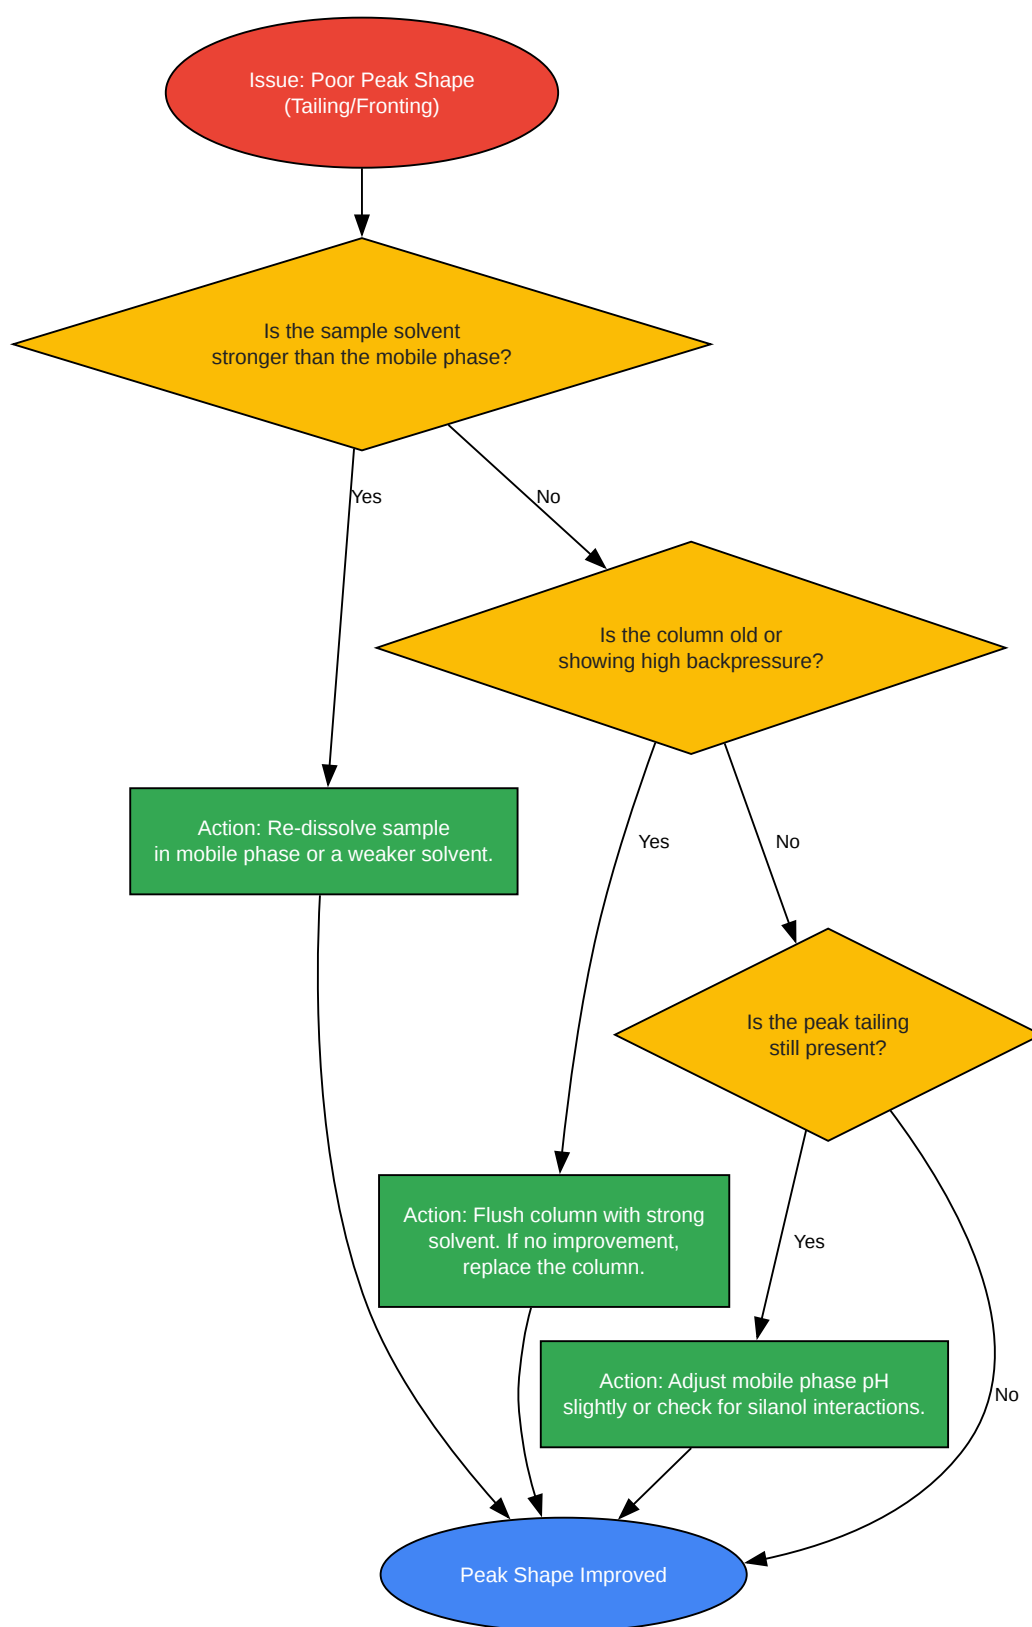 Issue: Poor Peak Shape
(Tailing/Fronting)
Is the sample solvent
stronger than the mobile phase?
Yes
No
Is the column old or
showing high backpressure?
Action: Re-dissolve sample
in mobile phase or a weaker solvent.
Yes
No
Is the peak tailing
still present?
Action: Flush column with strong
solvent. If no improvement,
replace the column.
Yes
Action: Adjust mobile phase pH
slightly or check for silanol interactions.
No
Peak Shape Improved